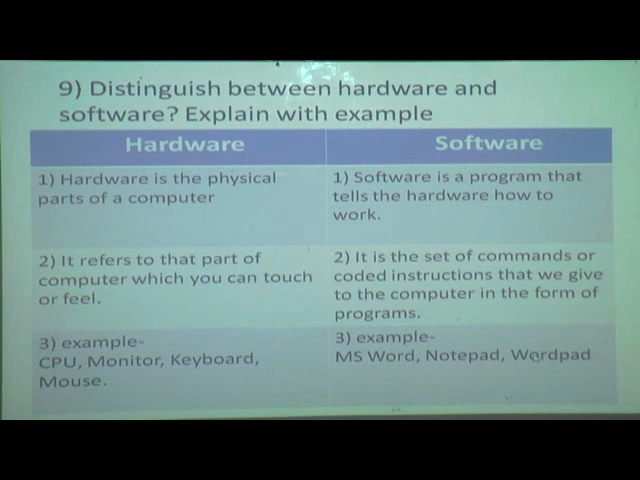 9) Distinguish between hardware and
software? Explain with example
Hardware
Software
1) Hardware is the physical
parts of a computer
1) Software is a program that
tells the hardware how to
work.
2) It refers to that part of
computer which you can touch
or feel.
2) It is the set of commands or
coded instructions that we give
to the computer in the form of
programs.
3) example-
CPU, Monitor, Keyboard,
Mouse.
3) example-
MS Word, Notepad, Wordpad